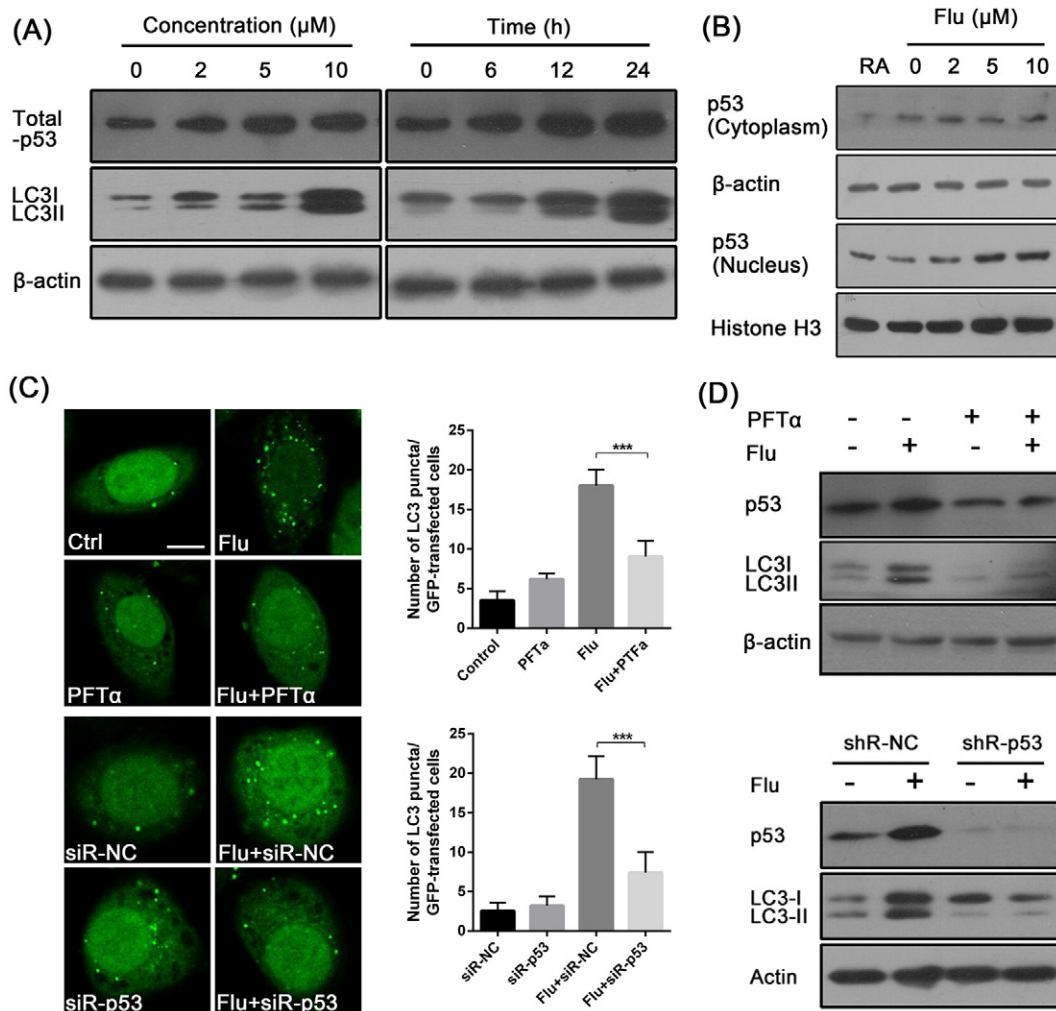 (A)
Concentration (μM)
Time (h)
0 2 5 10
0 6 12 24
Total
-p53
LC3I
LC3II
β-actin
(B)
Flu (μM)
RA 0 2 5 10
p53
(Cytoplasm)
β-actin
p53
(Nucleus)
Histone H3
(C)
Ctrl
Flu
PFTα
Flu+PFTα
siR-NC
Flu+siR-NC
siR-p53
Flu+siR-p53
Number of LC3 puncta/
GFP-transfected cells
25
20
15
10
5
0
***
Control
PFTa
Flu
Flu+PTFa
Number of LC3 puncta/
GFP-transfected cells
25
20
15
10
5
0
***
siR-NC
siR-p53
Flu+siR-NC
Flu+siR-p53
(D)
PFTα - - + +
Flu - + - +
p53
LC3I
LC3II
β-actin
shR-NC shR-p53
Flu - + - +
p53
LC3-I
LC3-II
Actin